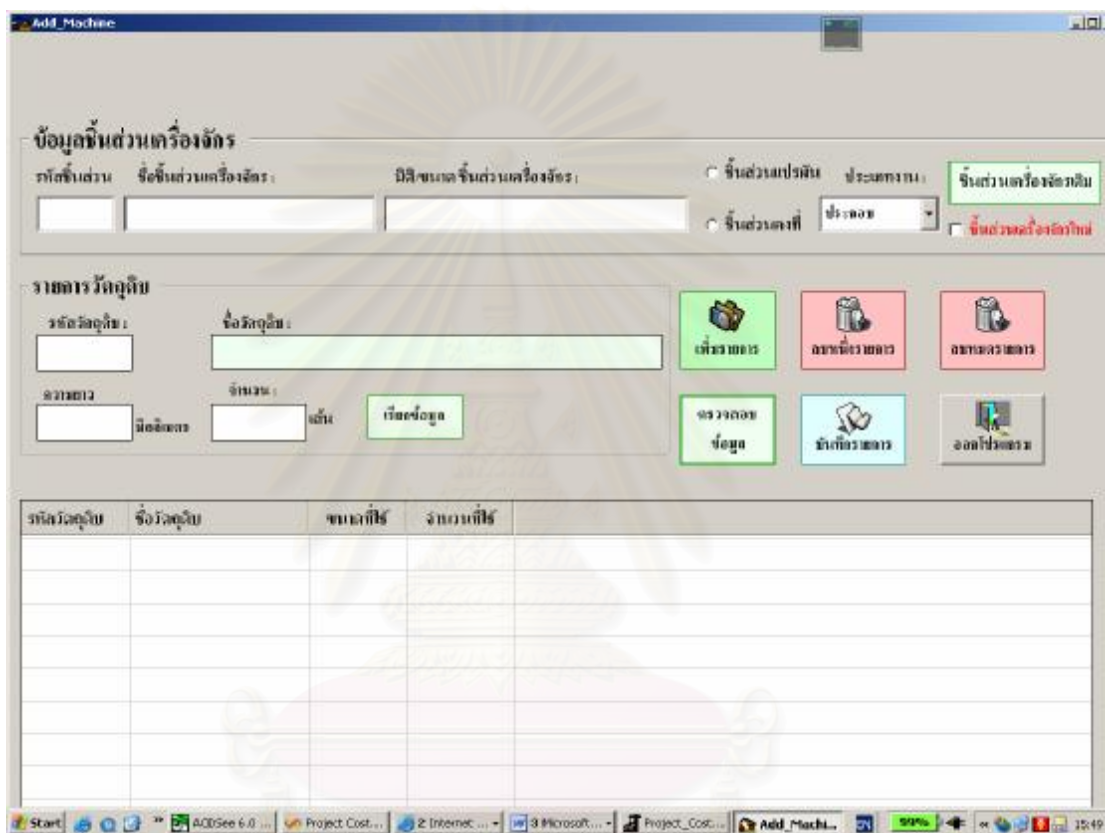 Add_Machine
ข้อมูลชิ้นส่วนเครื่องจักร
รหัสชิ้นส่วน ชื่อชิ้นส่วนเครื่องจักร : มิติ/ขนาดชิ้นส่วนเครื่องจักร : ชิ้นส่วนแปรผัน ประเภทงาน : ชิ้นส่วนเครื่องจักรเดิม
ชิ้นส่วนคงที่ ประกอบ ชิ้นส่วนเครื่องจักรใหม่
รายการวัตถุดิบ
รหัสวัตถุดิบ : ชื่อวัตถุดิบ :
เพิ่มรายการ ลบหนึ่งรายการ ลบหมดรายการ
ความยาว จำนวน :
มิลลิเมตร เส้น เรียกข้อมูล
ตรวจสอบ
ข้อมูล บันทึกรายการ ออกโปรแกรม
รหัสวัตถุดิบ ชื่อวัตถุดิบ ขนาดที่ใช้ จำนวนที่ใช้
Start ACDSee 6.0 ... Project Cost... 2 Internet ... 3 Microsoft... Project_Cost... Add_Machi... EN 99% 15:49